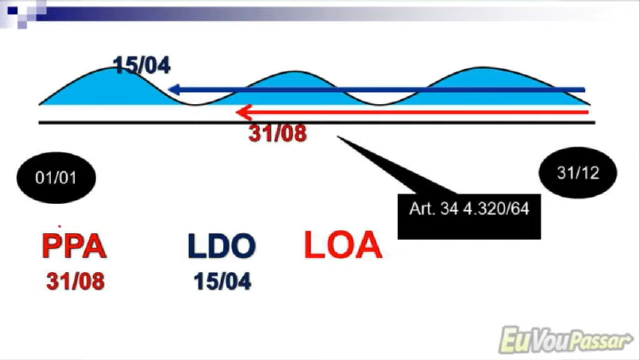 15/04
31/08
01/01
31/12
Art. 34 4.320/64
PPA
LDO
LOA
31/08
15/04
EuVouPassar